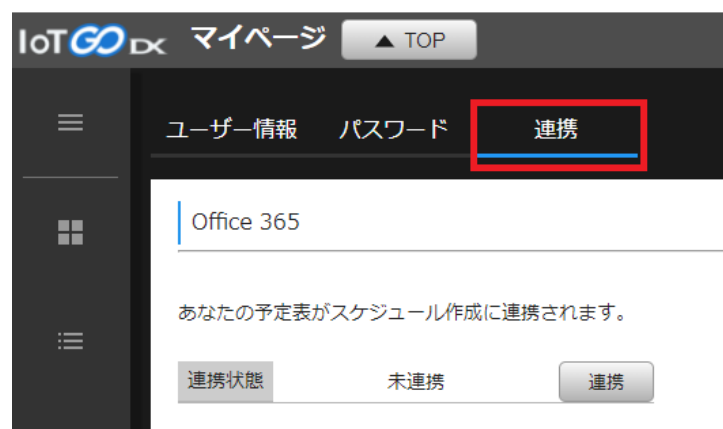 IoT GO DX マイページ ▲ TOP
ユーザー情報 パスワード 連携
Office 365
あなたの予定表がスケジュール作成に連携されます。
連携状態 未連携 連携